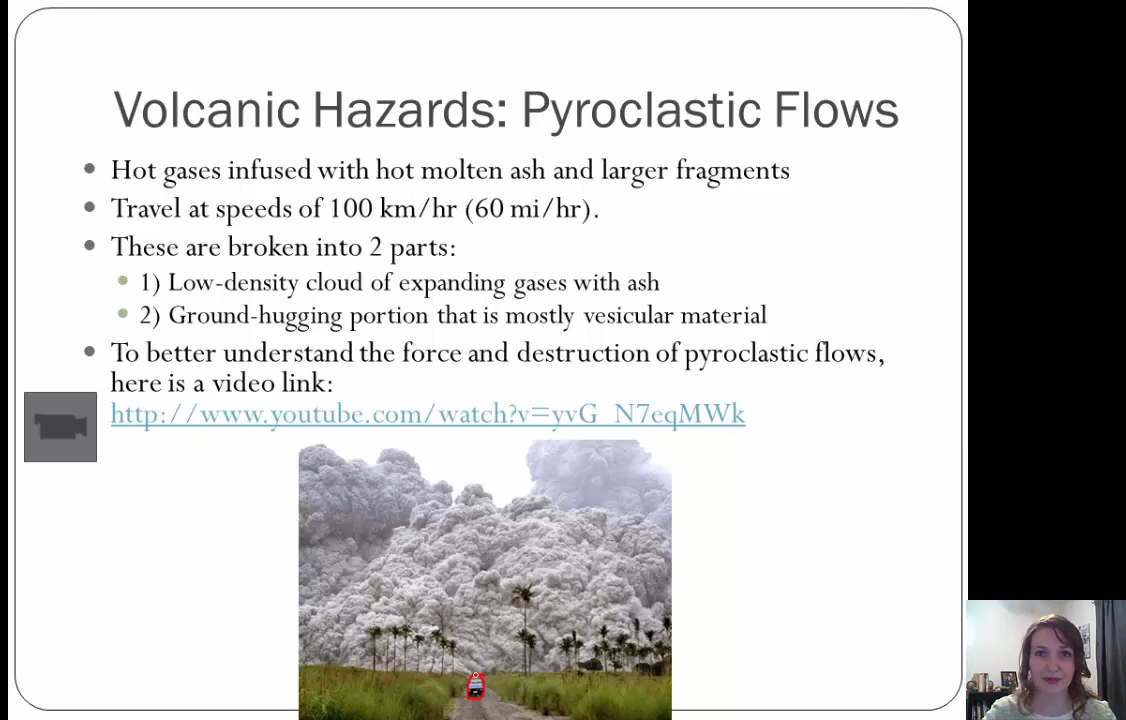 Volcanic Hazards: Pyroclastic Flows
Hot gases infused with hot molten ash and larger fragments
Travel at speeds of 100 km/hr (60 mi/hr).
These are broken into 2 parts:
1) Low-density cloud of expanding gases with ash
2) Ground-hugging portion that is mostly vesicular material
To better understand the force and destruction of pyroclastic flows,
here is a video link:
http://www.youtube.com/watch?v=yvG_N7eqMWk